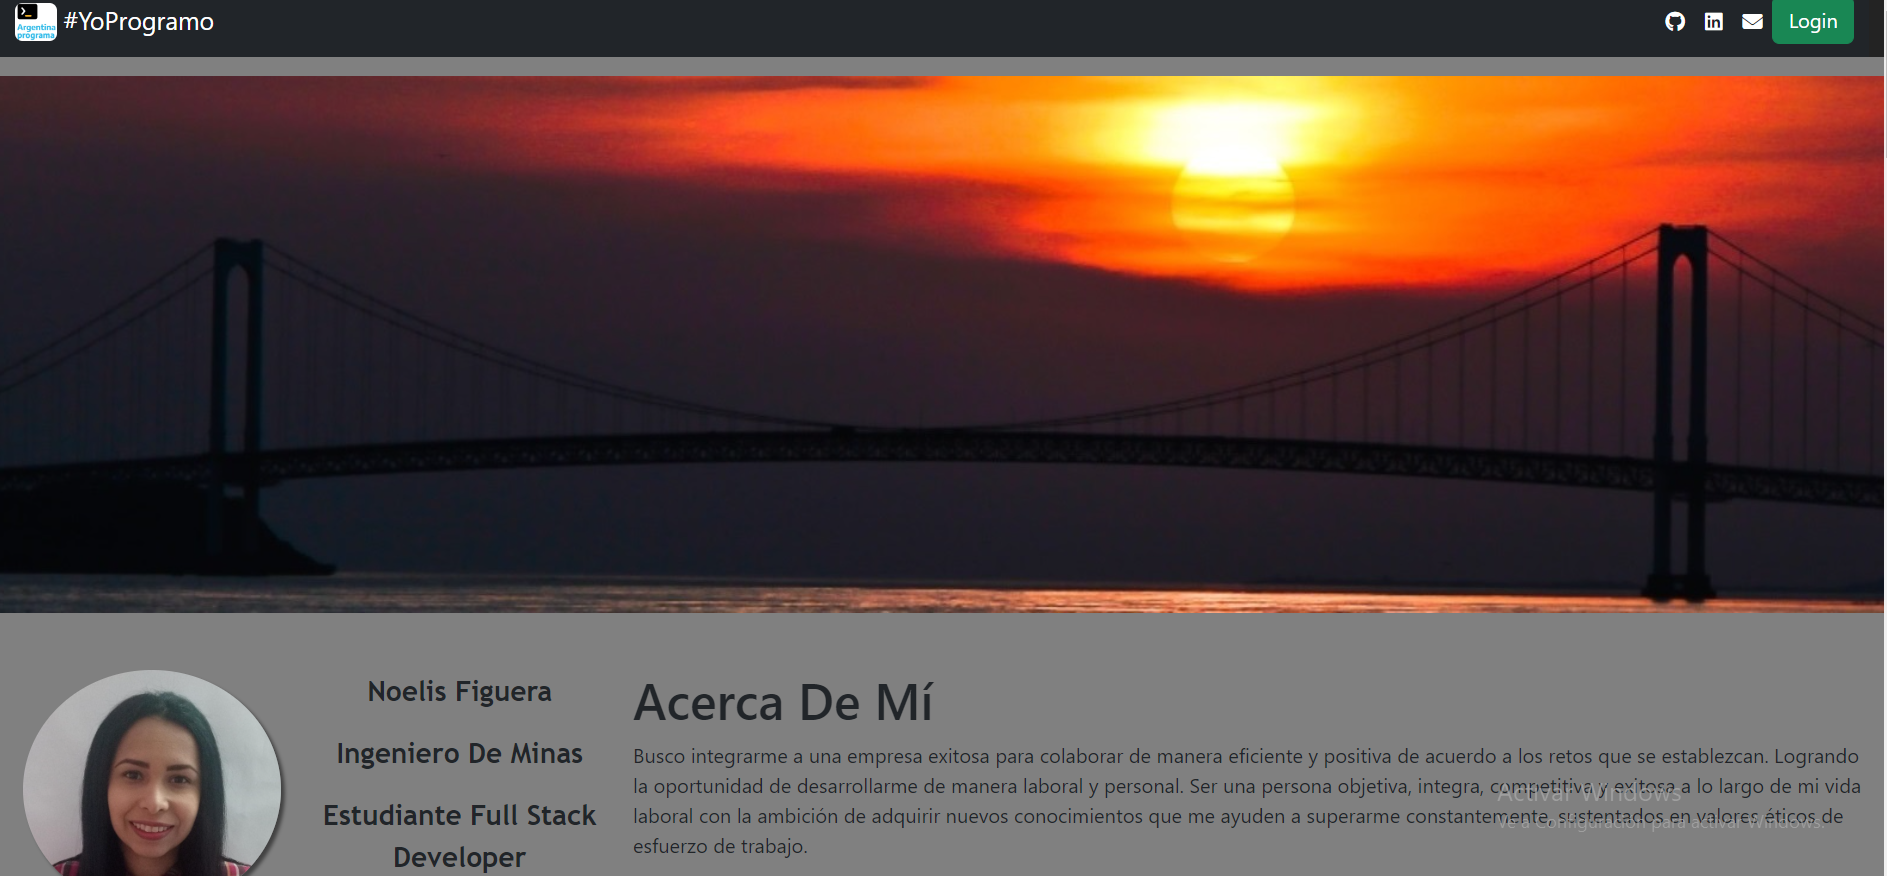 Argentina
programa
#YoProgramo
Login
Noelis Figuera
Ingeniero De Minas
Estudiante Full Stack
Developer
Acerca De Mí
Busco integrarme a una empresa exitosa para colaborar de manera eficiente y positiva de acuerdo a los retos que se establezcan. Logrando
la oportunidad de desarrollarme de manera laboral y personal. Ser una persona objetiva, integra, competitiva y exitosa a lo largo de mi vida
laboral con la ambición de adquirir nuevos conocimientos que me ayuden a superarme constantemente, sustentados en valores éticos de
esfuerzo de trabajo.
Activar Windows
Ve a Configuración para activar Windows.